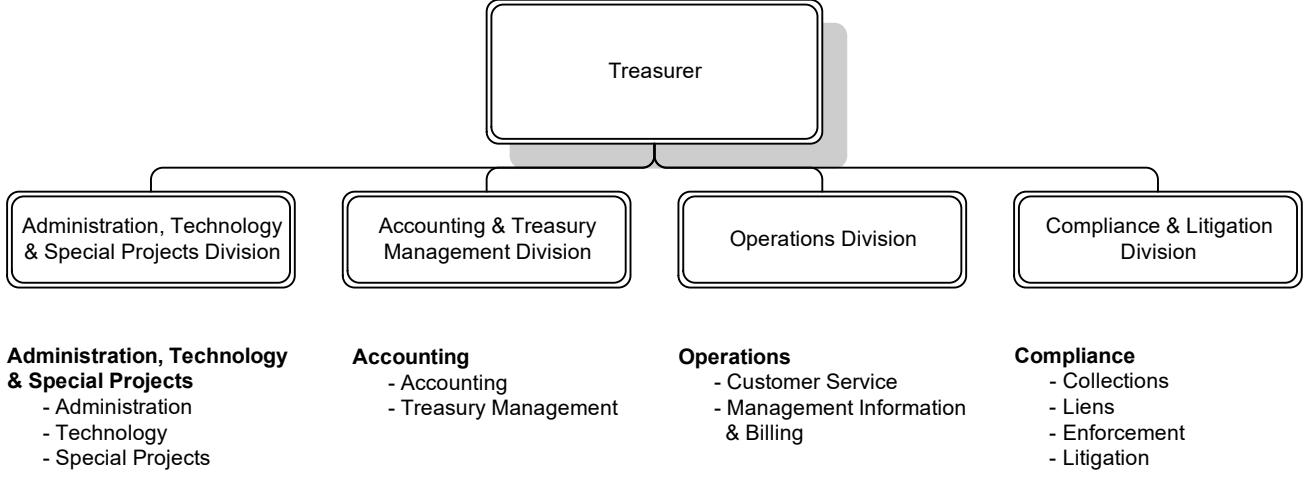 Treasurer
Administration, Technology
& Special Projects Division
Accounting & Treasury
Management Division
Operations Division
Compliance & Litigation
Division
Administration, Technology
& Special Projects
- Administration
- Technology
- Special Projects
Accounting
- Accounting
- Treasury Management
Operations
- Customer Service
- Management Information
& Billing
Compliance
- Collections
- Liens
- Enforcement
- Litigation